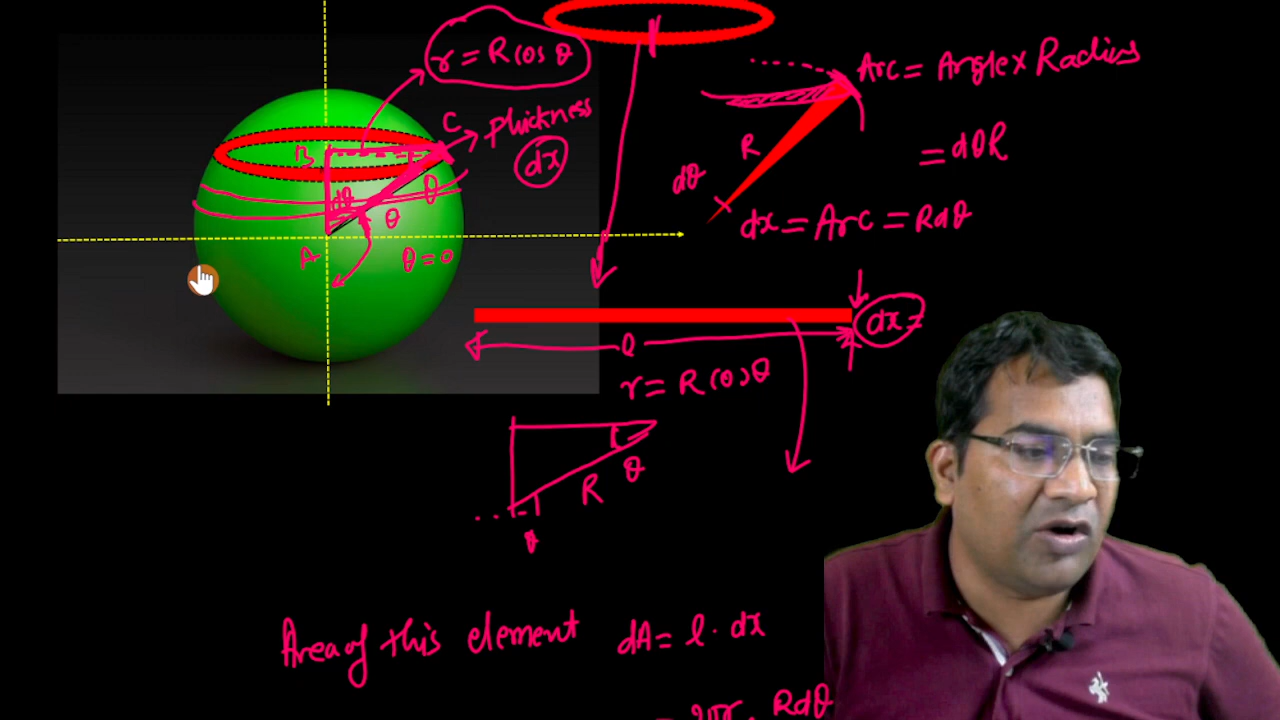 r = R cos θ
B
C
thickness
dx
dθ
θ
θ
A
θ = 0
Arc = Angle x Radius
= dθR
R
dθ
dx = Arc = Rdθ
l
dx =
r = R cos θ
R
θ
θ
Area of this element dA = l . dx
= 2πr . Rdθ